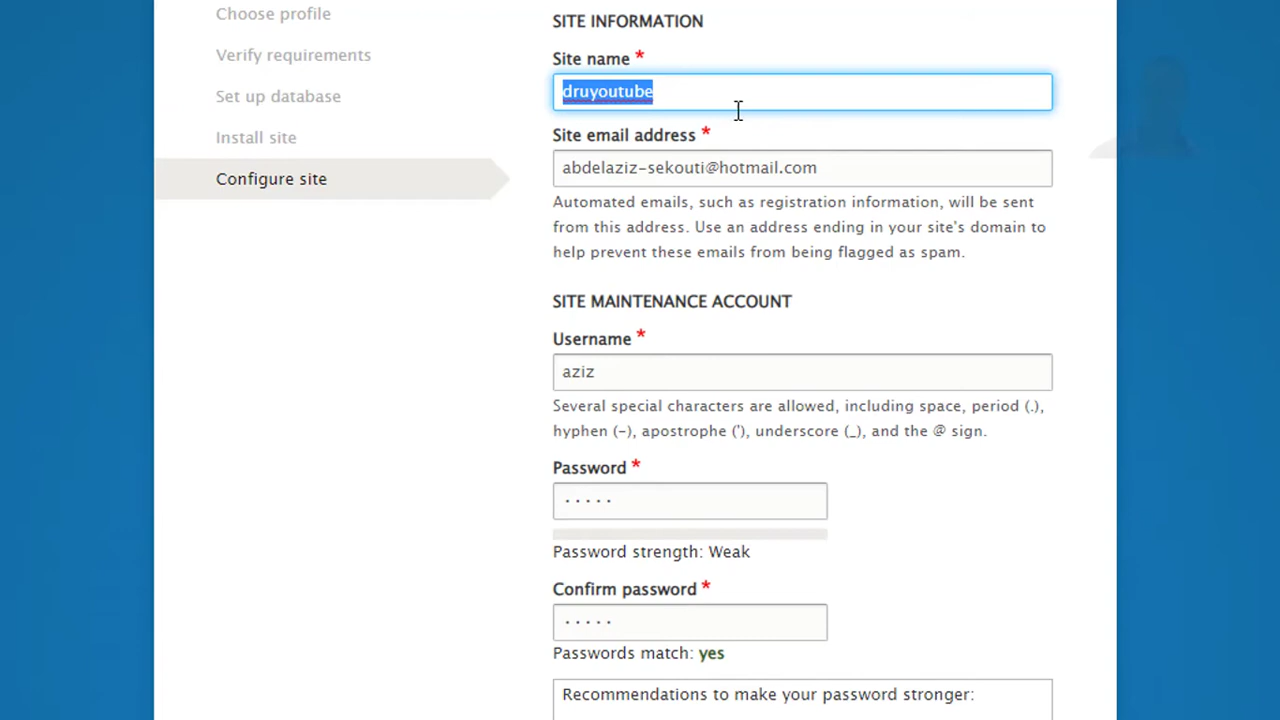 Choose profile
Verify requirements
Set up database
Install site
Configure site
SITE INFORMATION
Site name *
druyoutube
Site email address *
abdelaziz-sekouti@hotmail.com
Automated emails, such as registration information, will be sent
from this address. Use an address ending in your site's domain to
help prevent these emails from being flagged as spam.
SITE MAINTENANCE ACCOUNT
Username *
aziz
Several special characters are allowed, including space, period (.),
hyphen (-), apostrophe ('), underscore (_), and the @ sign.
Password *
·····
Password strength: Weak
Confirm password *
·····
Passwords match: yes
Recommendations to make your password stronger: